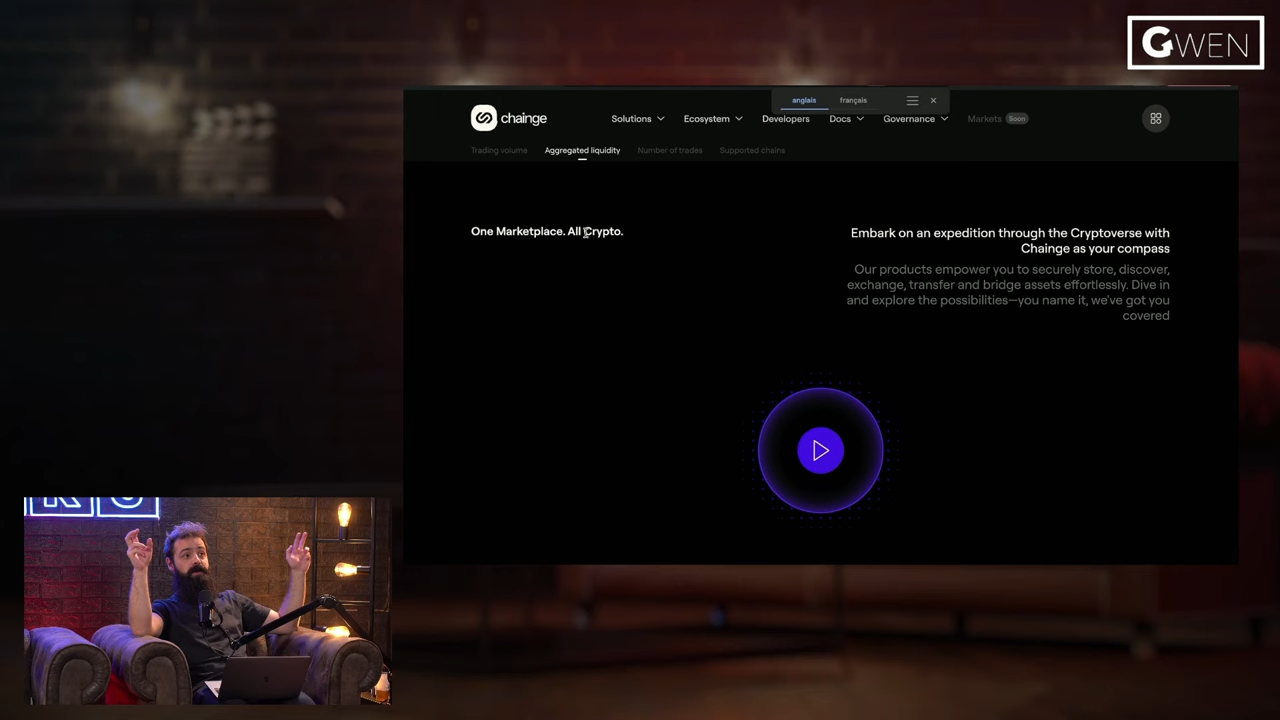 GWEN
anglais français
chainge Solutions Ecosystem Developers Docs Governance Markets Soon
Trading volume Aggregated liquidity Number of trades Supported chains
One Marketplace. All Crypto.
Embark on an expedition through the Cryptoverse with
Chainge as your compass
Our products empower you to securely store, discover,
exchange, transfer and bridge assets effortlessly. Dive in
and explore the possibilities—you name it, we've got you
covered